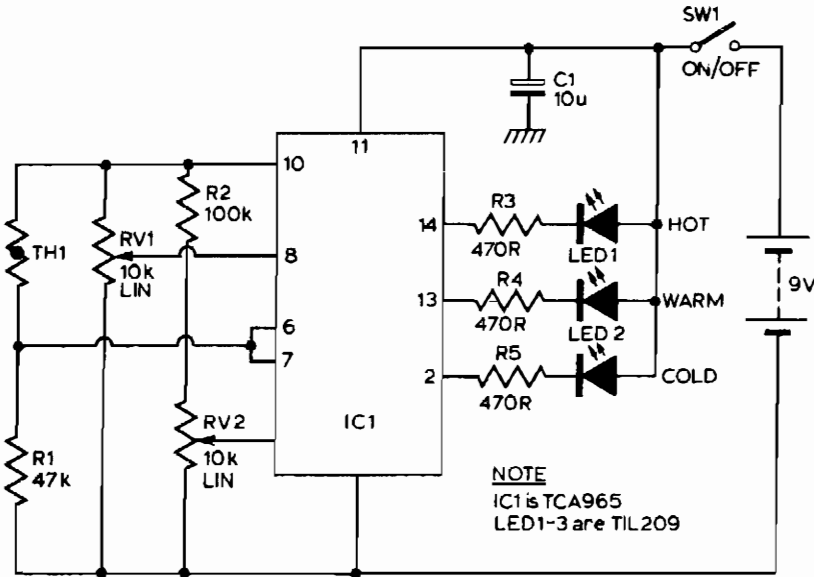 SW1
ON/OFF
C1
10u
11
10
R2
100k
TH1
RV1
10k
LIN
8
14
R3
470R
LED1
HOT
6
7
13
R4
470R
LED 2
WARM
9V
2
R5
470R
COLD
RV2
10k
LIN
IC1
R1
47k
NOTE
IC1 is TCA965
LED1-3 are TIL209